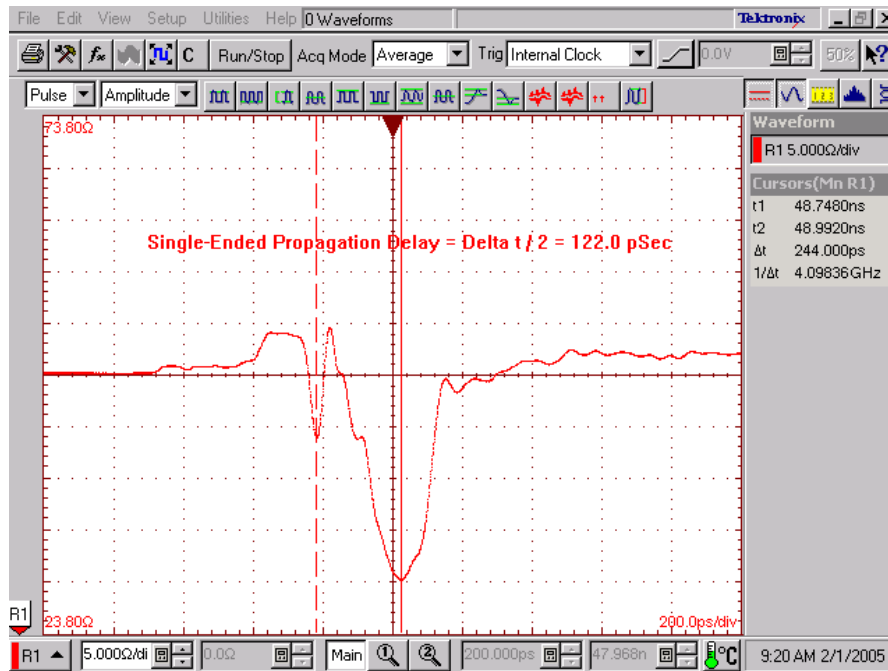 File Edit View Setup Utilities Help 0 Waveforms Tektronix
C Run/Stop Acq Mode Average Trig Internal Clock 0.0V 50%
Pulse Amplitude
73.80Ω
Single-Ended Propagation Delay = Delta t / 2 = 122.0 pSec
23.80Ω 200.0ps/div
R1
Waveform
R1 5.000Ω/div
Cursors(Mn R1)
t1 48.7480ns
t2 48.9920ns
Δt 244.000ps
1/Δt 4.09836GHz
R1 5.000Ω/di 0.0Ω Main 1 2 200.000ps 47.968n °C 9:20 AM 2/1/2005